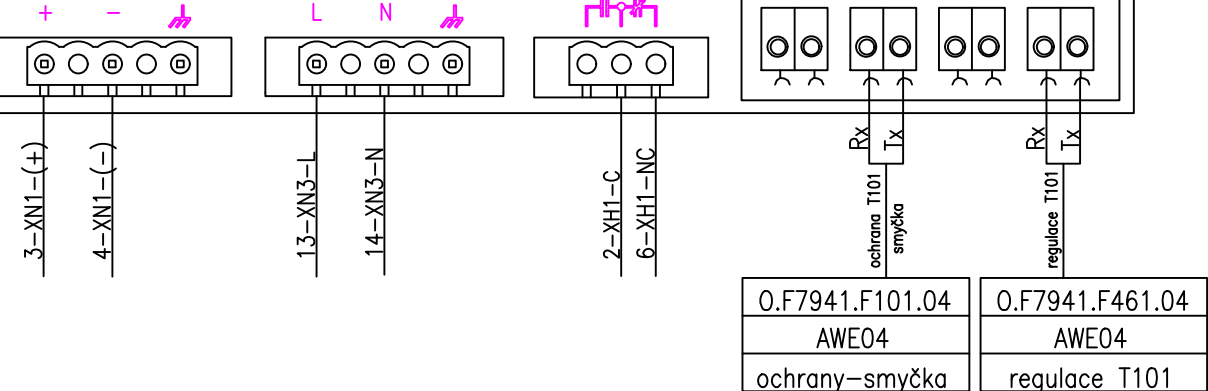 + −
L N
3-XN1-(+)
4-XN1-(-)
13-XN3-L
14-XN3-N
2-XH1-C
6-XH1-NC
Rx
Tx
Rx
Tx
ochrana T101
smyčka
regulace T101
O.F7941.F101.04
AWE04
ochrany-smyčka
O.F7941.F461.04
AWE04
regulace T101